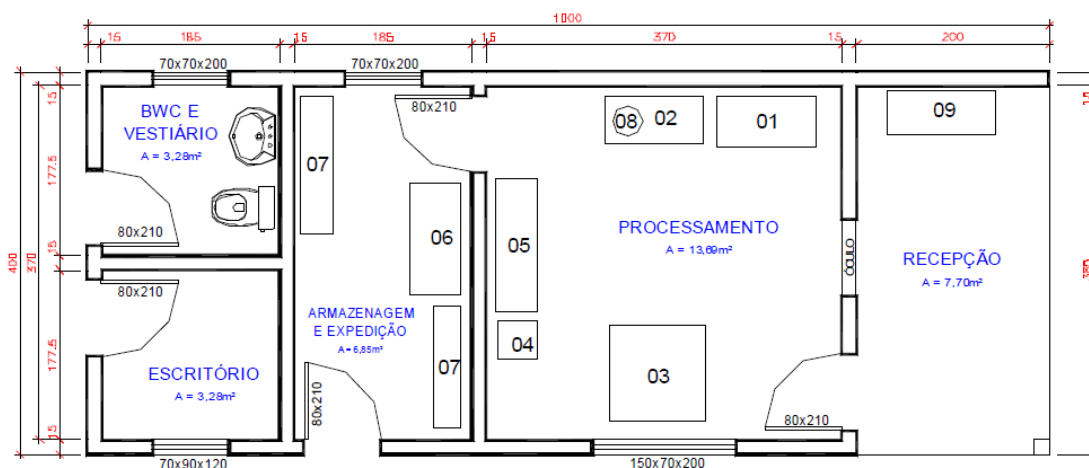 1000
15
185
15
185
15
370
15
200
70x70x200
70x70x200
15
15
80x210
BWC E
VESTIÁRIO
A = 3,28m²
09
08
02
01
07
177.5
PROCESSAMENTO
A = 13,69m²
80x210
06
05
ÓCULO
RECEPÇÃO
A = 7,70m²
15
400
370
385
80x210
ARMAZENAGEM
E EXPEDIÇÃO
A = 6,85m²
04
07
177.5
ESCRITÓRIO
A = 3,28m²
03
80x210
80x210
15
70x90x120
150x70x200